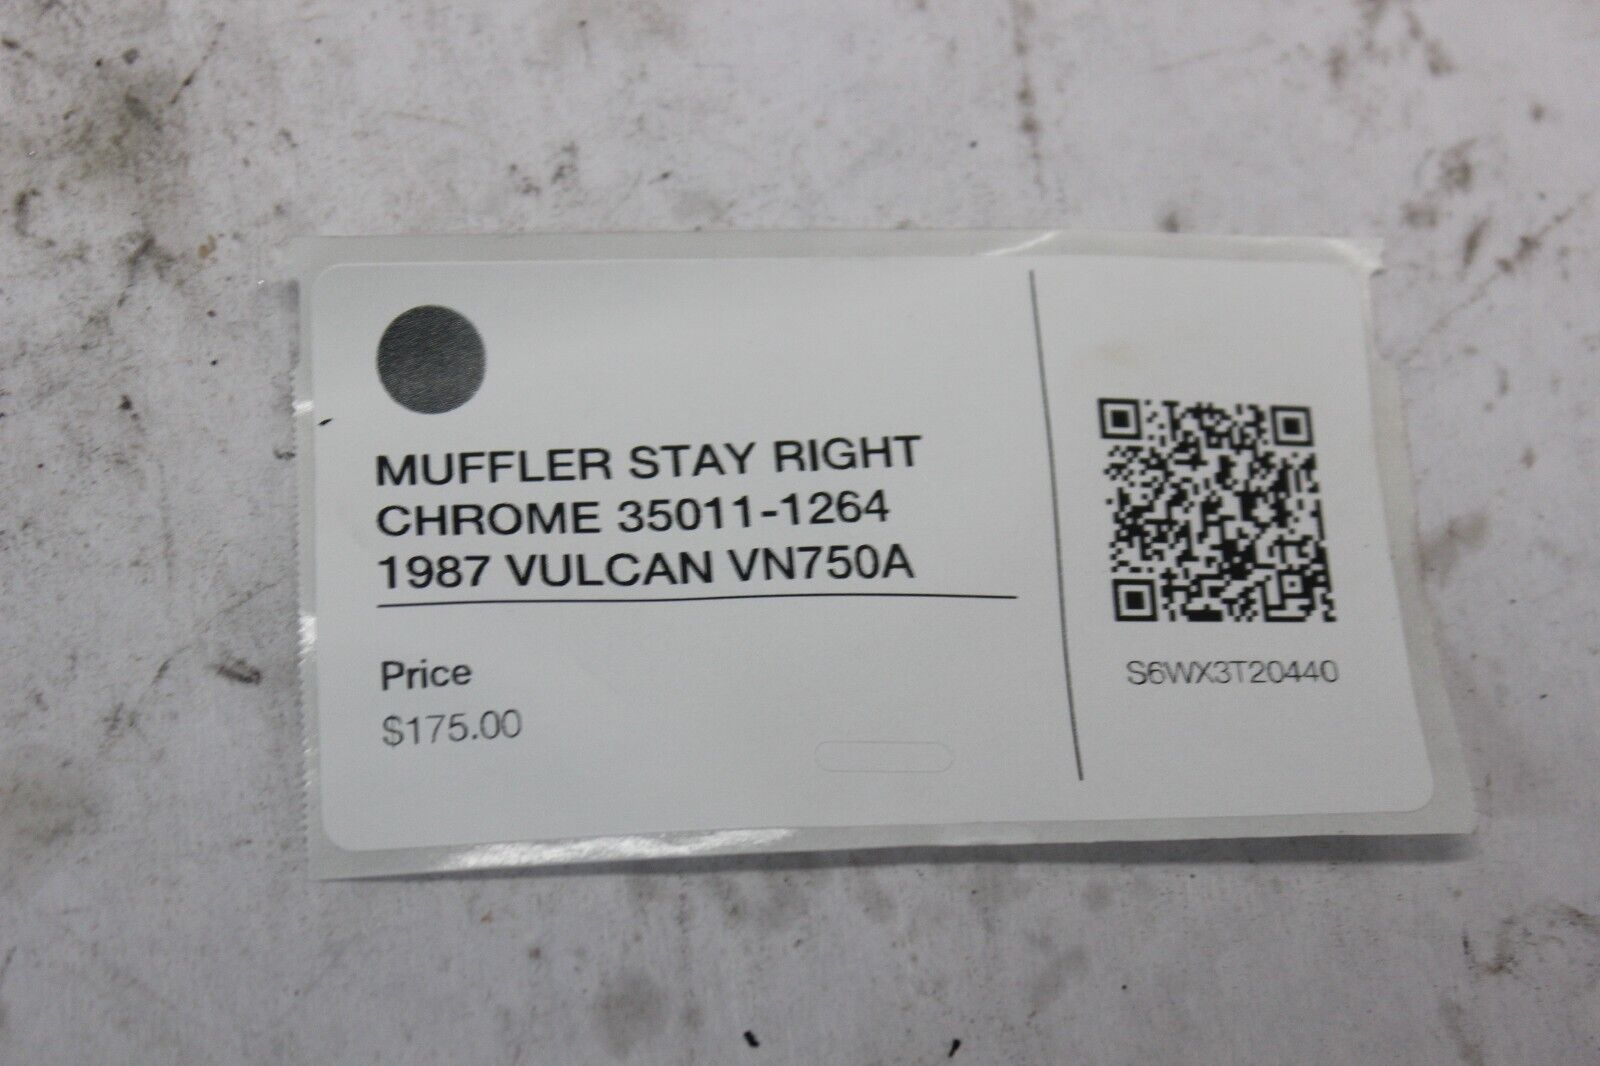 MUFFLER STAY RIGHT
CHROME 35011-1264
1987 VULCAN VN750A
Price
$175.00
S6WX3T20440